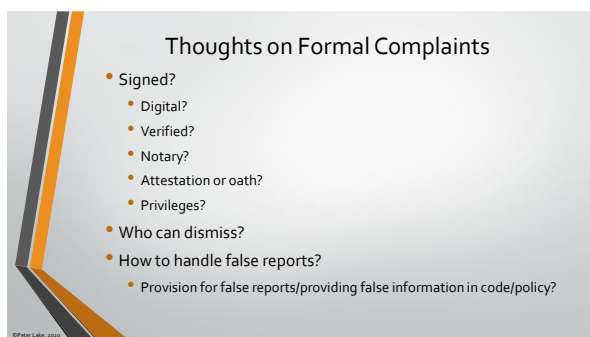 Thoughts on Formal Complaints
• Signed?
• Digital?
• Verified?
• Notary?
• Attestation or oath?
• Privileges?
• Who can dismiss?
• How to handle false reports?
• Provision for false reports/providing false information in code/policy?
©Peter Lake, 2020